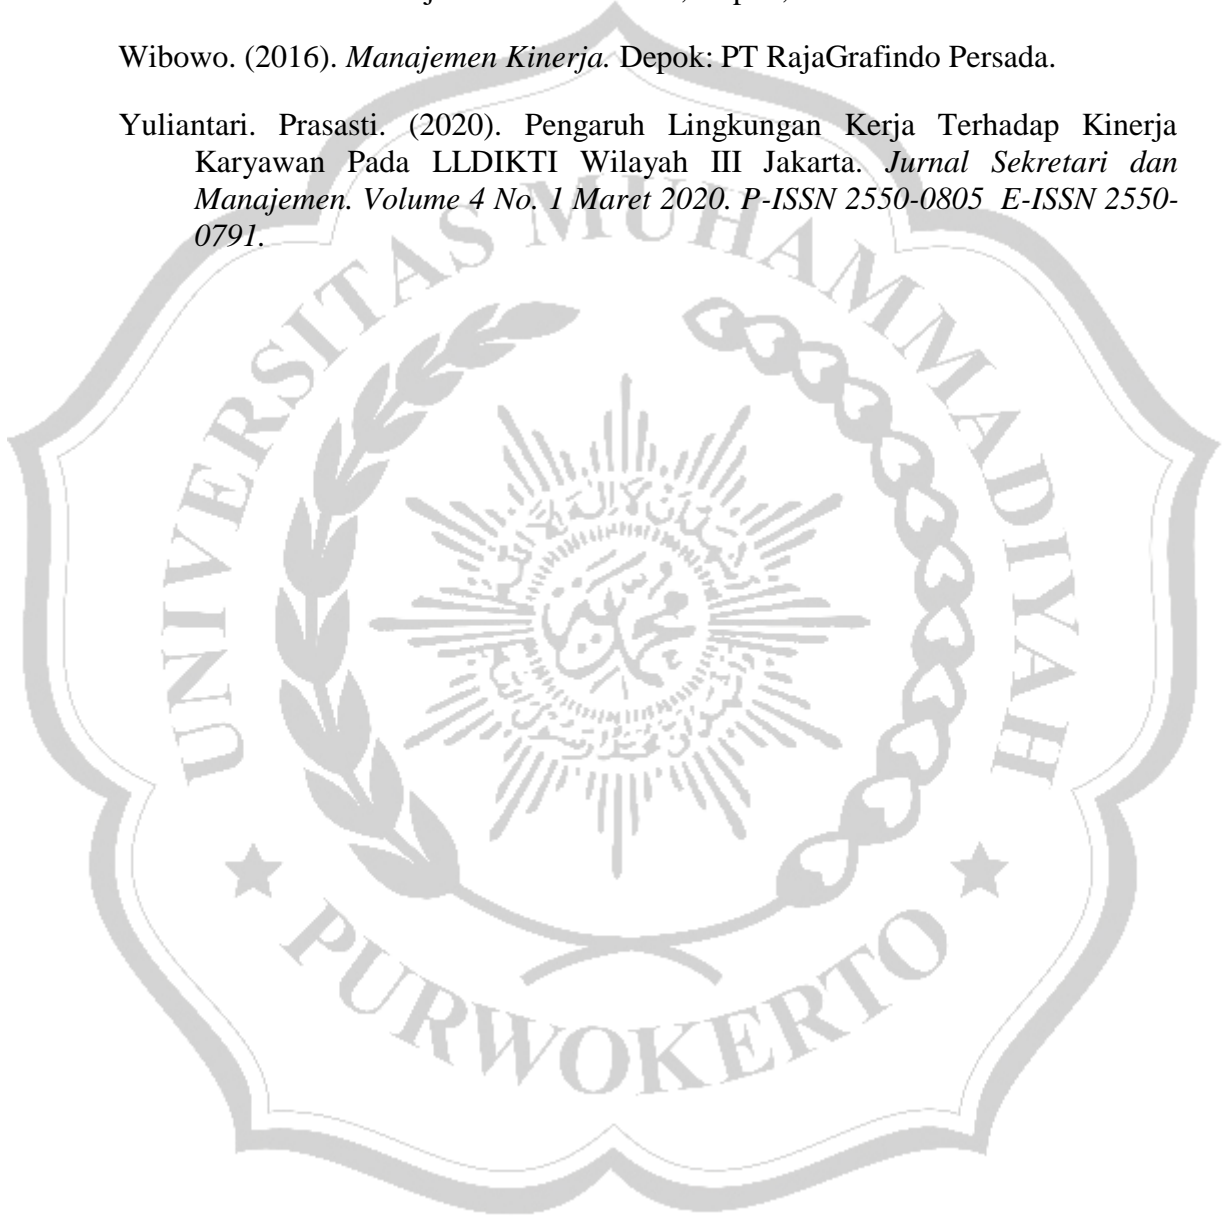 Wibowo. (2016). Manajemen Kinerja. Depok: PT RajaGrafindo Persada.
Yuliantari. Prasasti. (2020). Pengaruh Lingkungan Kerja Terhadap Kinerja
Karyawan Pada LLDIKTI Wilayah III Jakarta. Jurnal Sekretari dan
Manajemen. Volume 4 No. 1 Maret 2020. P-ISSN 2550-0805 E-ISSN 2550-
0791.
UNIVERSITAS MUHAMMADIYAH
PURWOKERTO